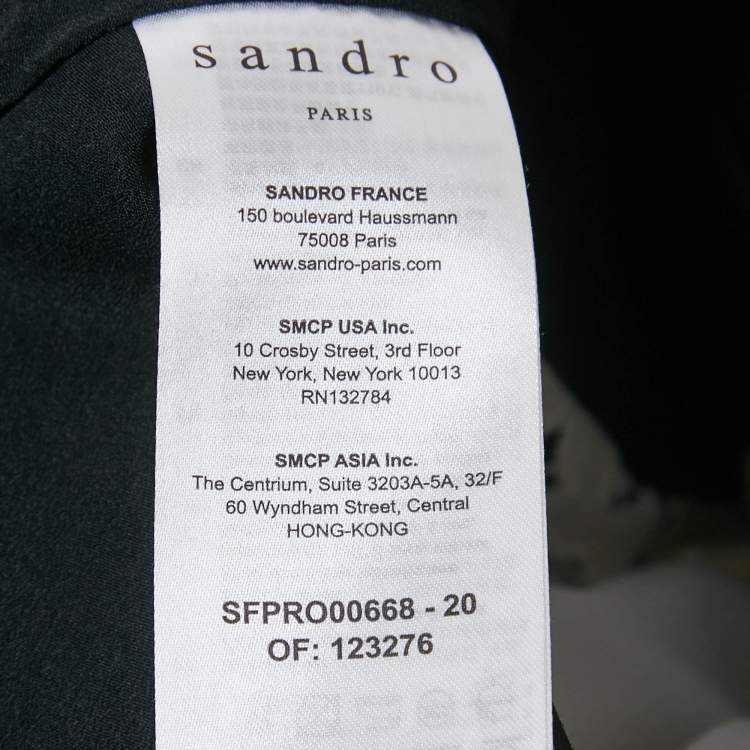 sandro
PARIS
SANDRO FRANCE
150 boulevard Haussmann
75008 Paris
www.sandro-paris.com
SMCP USA Inc.
10 Crosby Street, 3rd Floor
New York, New York 10013
RN132784
SMCP ASIA Inc.
The Centrium, Suite 3203A-5A, 32/F
60 Wyndham Street, Central
HONG-KONG
SFPRO00668 - 20
OF: 123276